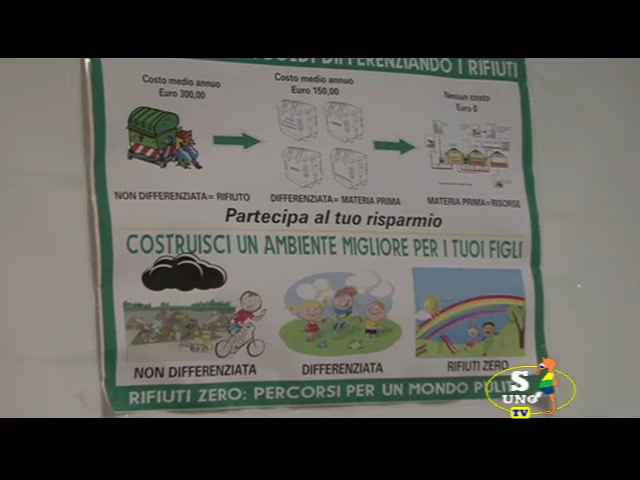 DIFFERENZIANDO I RIFIUTI
Costo medio annuo
Euro 300,00
Costo medio annuo
Euro 150,00
Nessun costo
Euro 0
NON DIFFERENZIATA= RIFIUTO
DIFFERENZIATA= MATERIA PRIMA
MATERIA PRIMA=RISORSE
Partecipa al tuo risparmio
COSTRUISCI UN AMBIENTE MIGLIORE PER I TUOI FIGLI
NON DIFFERENZIATA
DIFFERENZIATA
RIFIUTI ZERO
RIFIUTI ZERO: PERCORSI PER UN MONDO
S
UNO
TV